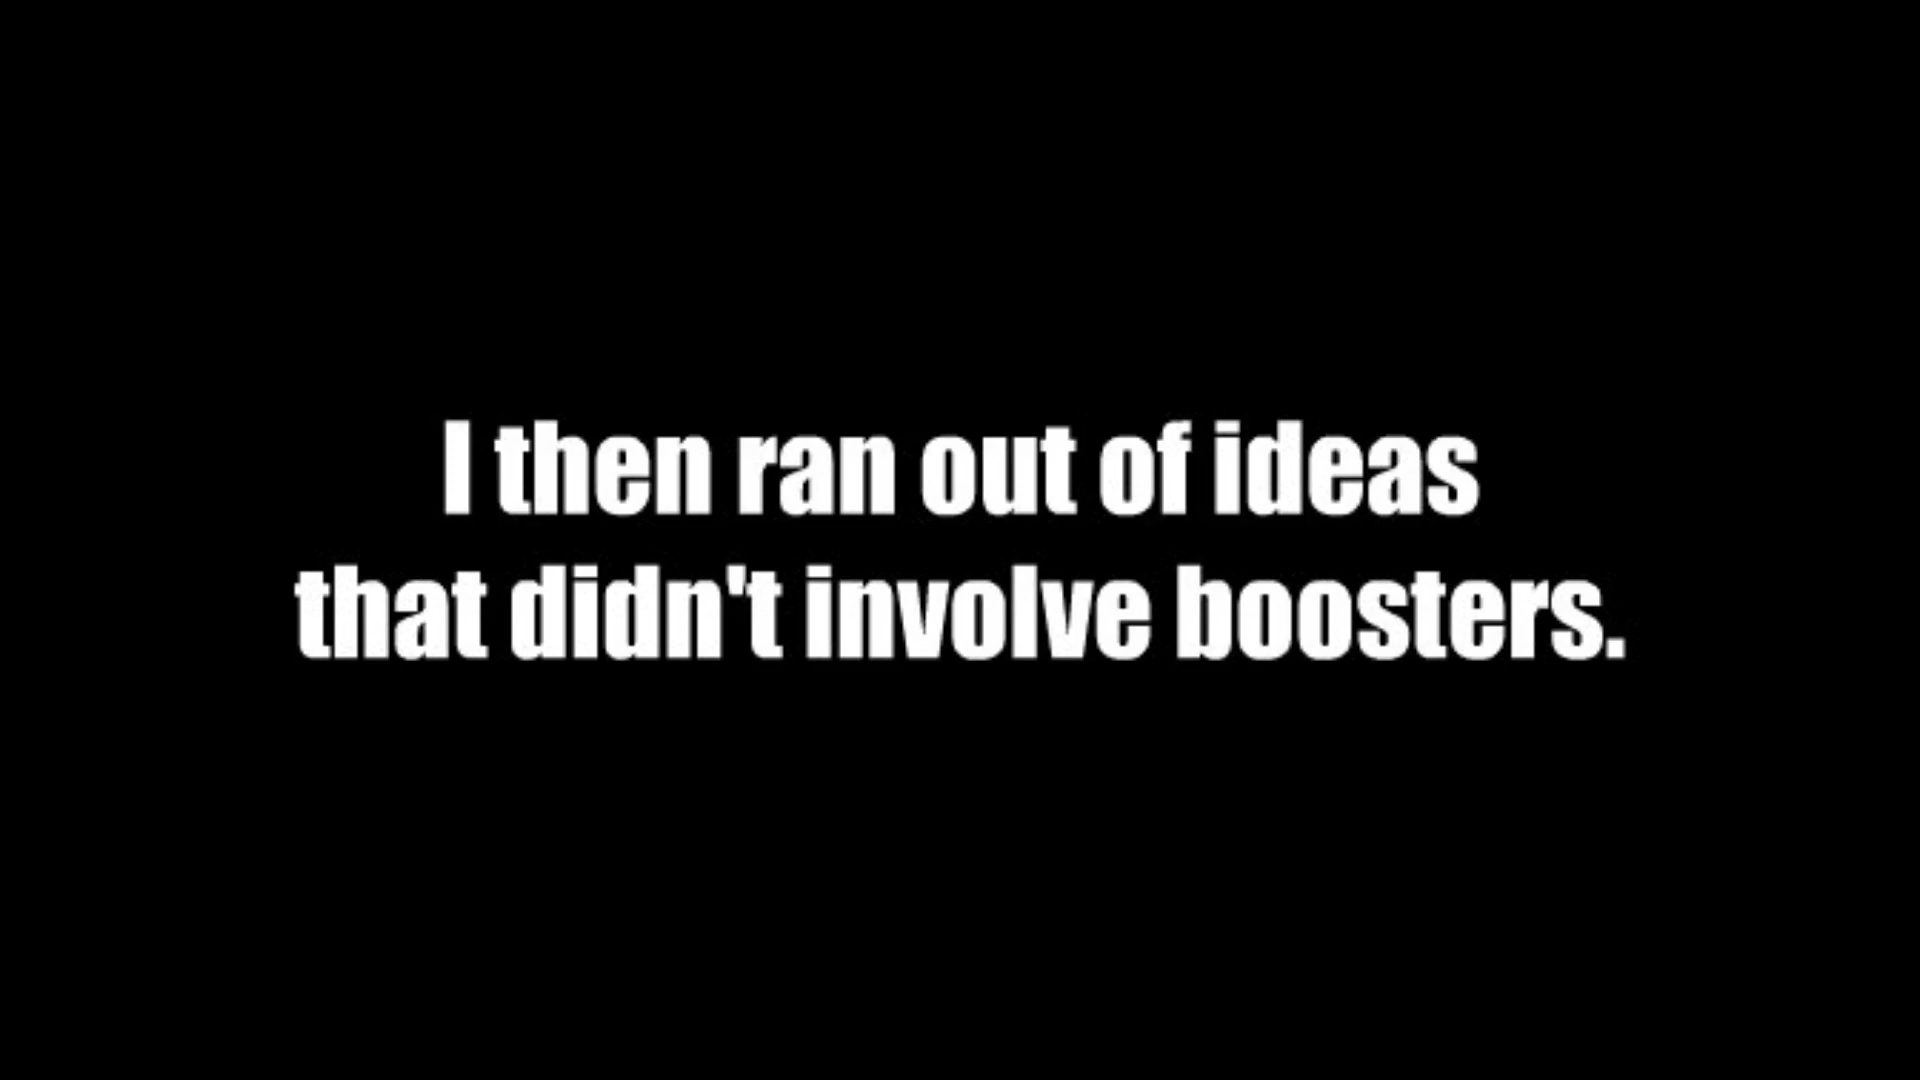 I then ran out of ideas
that didn't involve boosters.